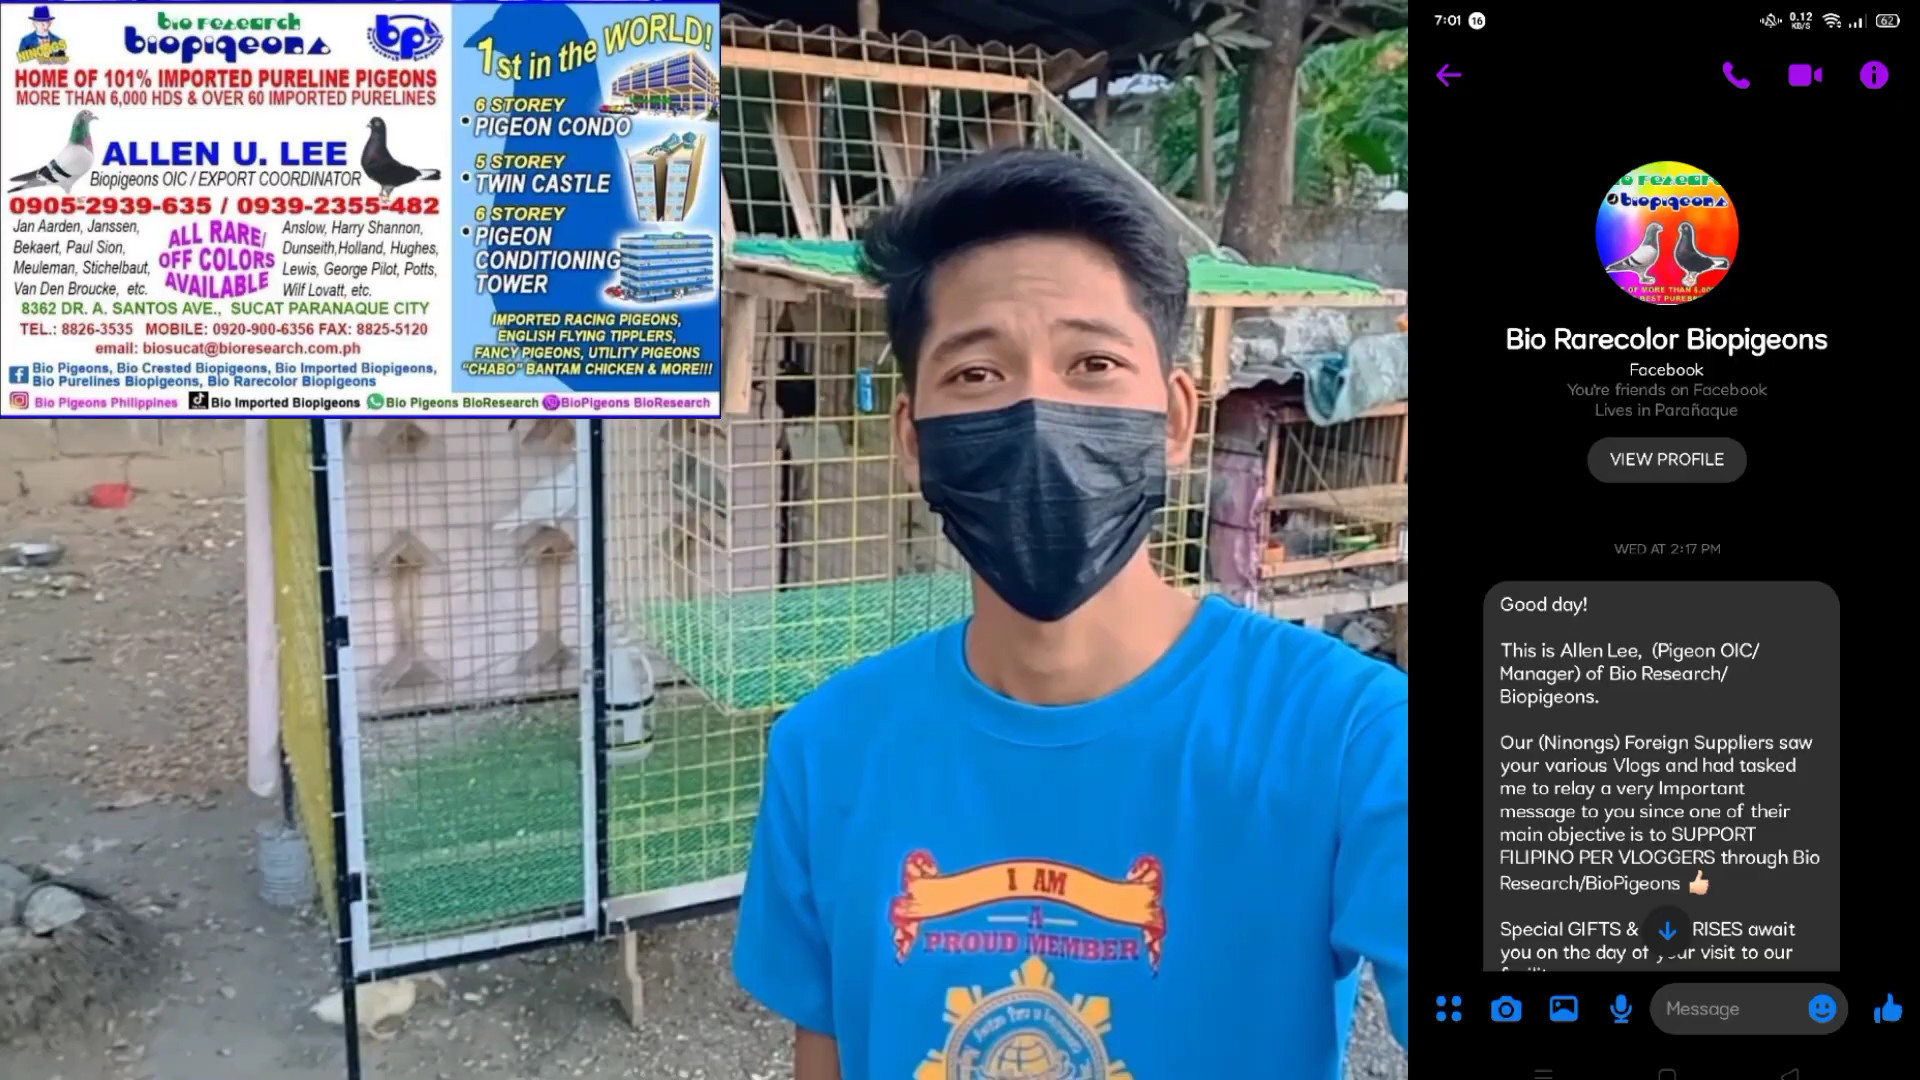 NINONGS
bio research
biopigeons
bp
HOME OF 101% IMPORTED PURELINE PIGEONS
MORE THAN 6,000 HDS & OVER 60 IMPORTED PURELINES
ALLEN U. LEE
Biopigeons OIC / EXPORT COORDINATOR
0905-2939-635 / 0939-2355-482
Jan Aarden, Janssen,
Bekaert, Paul Sion,
Meuleman, Stichelbaut,
Van Den Broucke, etc.
ALL RARE/
OFF COLORS
AVAILABLE
Anslow, Harry Shannon,
Dunseith,Holland, Hughes,
Lewis, George Pilot, Potts,
Wilf Lovatt, etc.
8362 DR. A. SANTOS AVE., SUCAT PARANAQUE CITY
TEL.: 8826-3535 MOBILE: 0920-900-6356 FAX: 8825-5120
email: biosucat@bioresearch.com.ph
Bio Pigeons, Bio Crested Biopigeons, Bio Imported Biopigeons,
Bio Purelines Biopigeons, Bio Rarecolor Biopigeons
Bio Pigeons Philippines Bio Imported Biopigeons Bio Pigeons BioResearch BioPigeons BioResearch
1st in the WORLD!
6 STOREY
• PIGEON CONDO
5 STOREY
• TWIN CASTLE
6 STOREY
• PIGEON
CONDITIONING
TOWER
IMPORTED RACING PIGEONS,
ENGLISH FLYING TIPPLERS,
FANCY PIGEONS, UTILITY PIGEONS
"CHABO" BANTAM CHICKEN & MORE!!!
I AM
A
PROUD MEMBER
7:01 16
0.12
KB/S
62
biopigeons
Bio Rarecolor Biopigeons
Facebook
You're friends on Facebook
Lives in Parañaque
VIEW PROFILE
WED AT 2:17 PM
Good day!
This is Allen Lee, (Pigeon OIC/
Manager) of Bio Research/
Biopigeons.
Our (Ninongs) Foreign Suppliers saw
your various Vlogs and had tasked
me to relay a very Important
message to you since one of their
main objective is to SUPPORT
FILIPINO PER VLOGGERS through Bio
Research/BioPigeons 👍🏻
Special GIFTS & RISES await
you on the day of your visit to our
Message